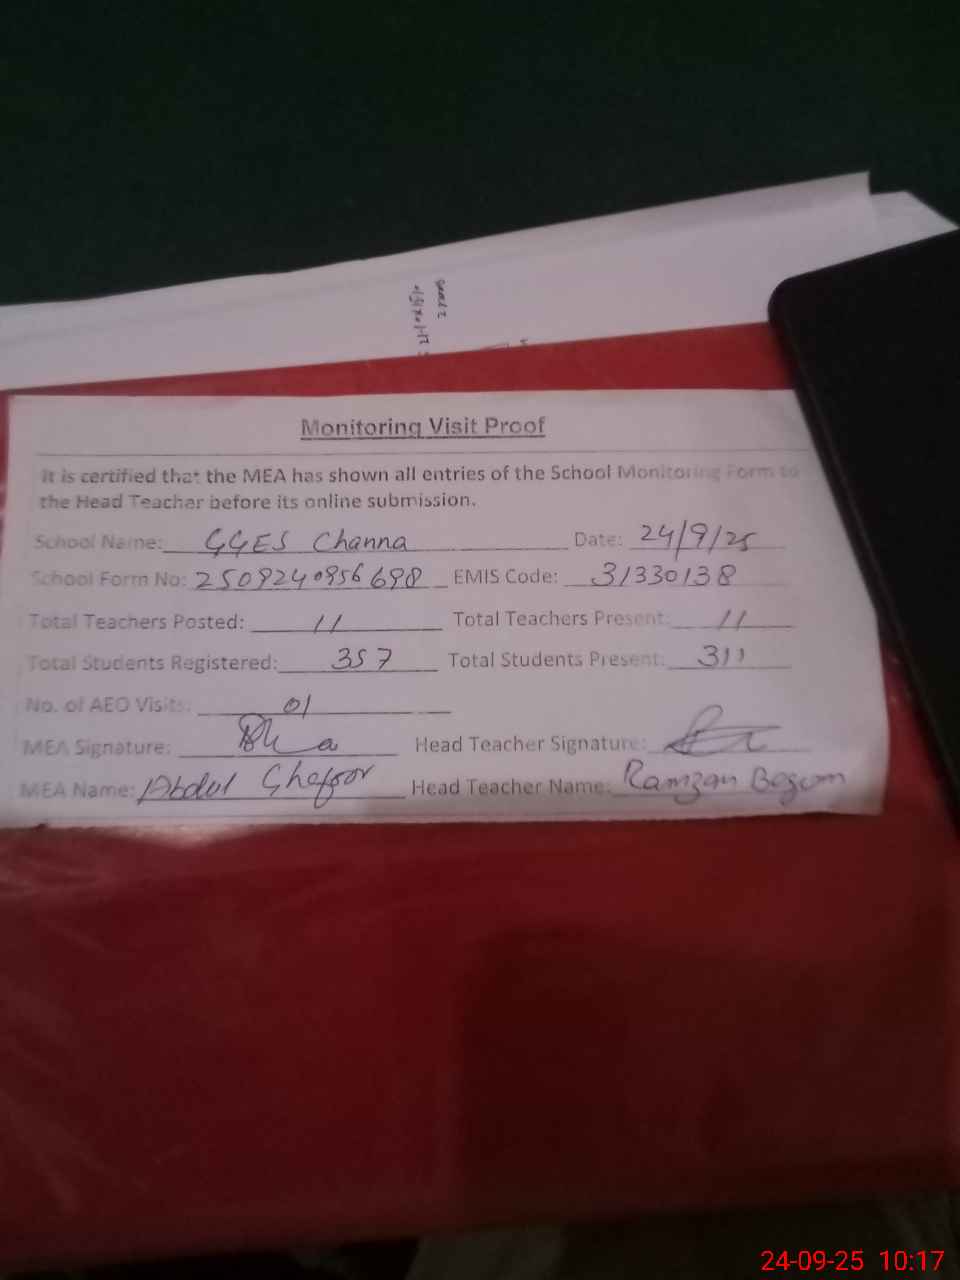 Monitoring Visit Proof
It is certified that the MEA has shown all entries of the School Monitoring Form to
the Head Teacher before its online submission.
School Name: GGES Channa Date: 24/9/25
School Form No: 2509240956698 EMIS Code: 31330138
Total Teachers Posted: 11 Total Teachers Present: 11
Total Students Registered: 357 Total Students Present: 311
No. of AEO Visits: 01
MEA Signature: Head Teacher Signature:
MEA Name: Abdul Ghafoor Head Teacher Name: Ramzan Begum
24-09-25 10:17